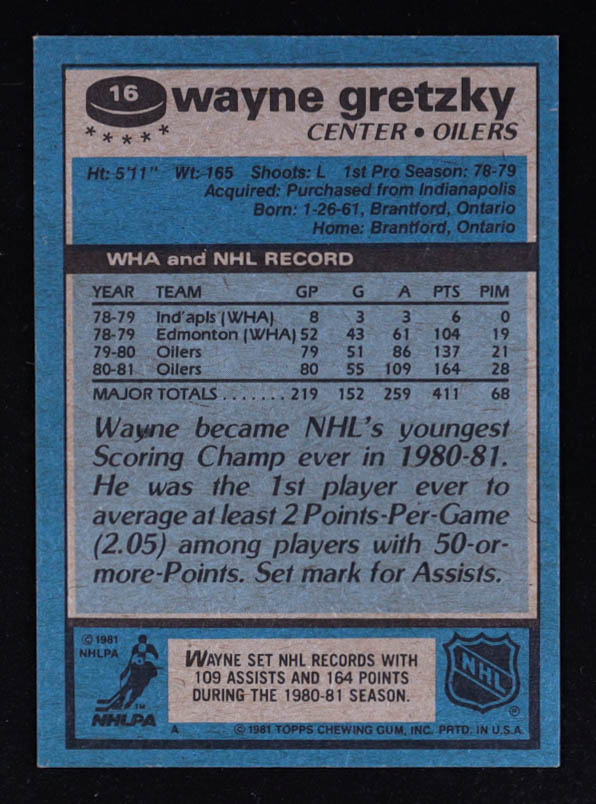 16
wayne gretzky
CENTER • OILERS
Ht: 5'11" Wt: 165 Shoots: L 1st Pro Season: 78-79
Acquired: Purchased from Indianapolis
Born: 1-26-61, Brantford, Ontario
Home: Brantford, Ontario
WHA and NHL RECORD
YEAR TEAM GP G A PTS PIM
78-79 Ind'apls (WHA) 8 3 3 6 0
78-79 Edmonton (WHA) 52 43 61 104 19
79-80 Oilers 79 51 86 137 21
80-81 Oilers 80 55 109 164 28
MAJOR TOTALS ....... 219 152 259 411 68
Wayne became NHL's youngest
Scoring Champ ever in 1980-81.
He was the 1st player ever to
average at least 2 Points-Per-Game
(2.05) among players with 50-or-
more-Points. Set mark for Assists.
© 1981
NHLPA
TM
NHLPA
WAYNE SET NHL RECORDS WITH
109 ASSISTS AND 164 POINTS
DURING THE 1980-81 SEASON.
NHL
®
A © 1981 TOPPS CHEWING GUM, INC. PRTD. IN U.S.A.